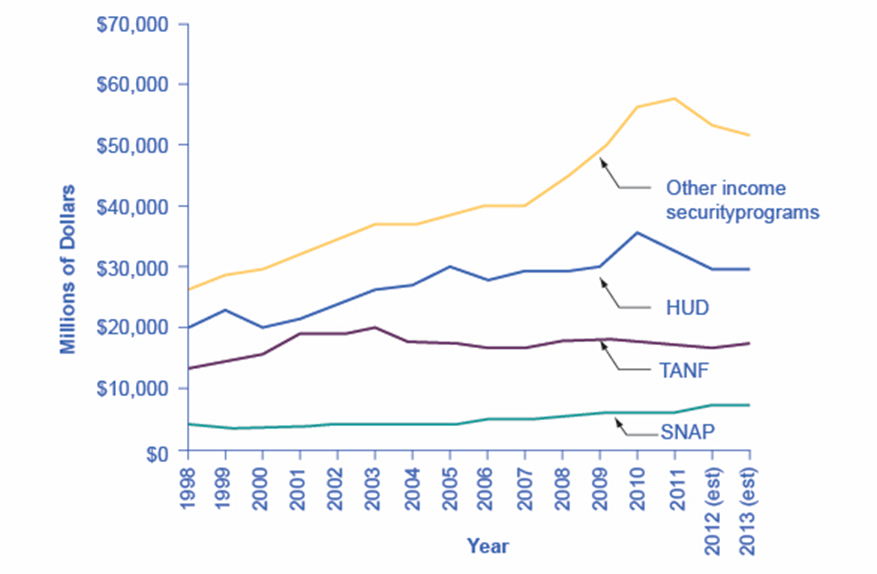 $70,000
$60,000
$50,000
$40,000
$30,000
$20,000
$10,000
$0
Millions of Dollars
Other income
securityprograms
HUD
TANF
SNAP
1998
1999
2000
2001
2002
2003
2004
2005
2006
2007
2008
2009
2010
2011
2012 (est)
2013 (est)
Year